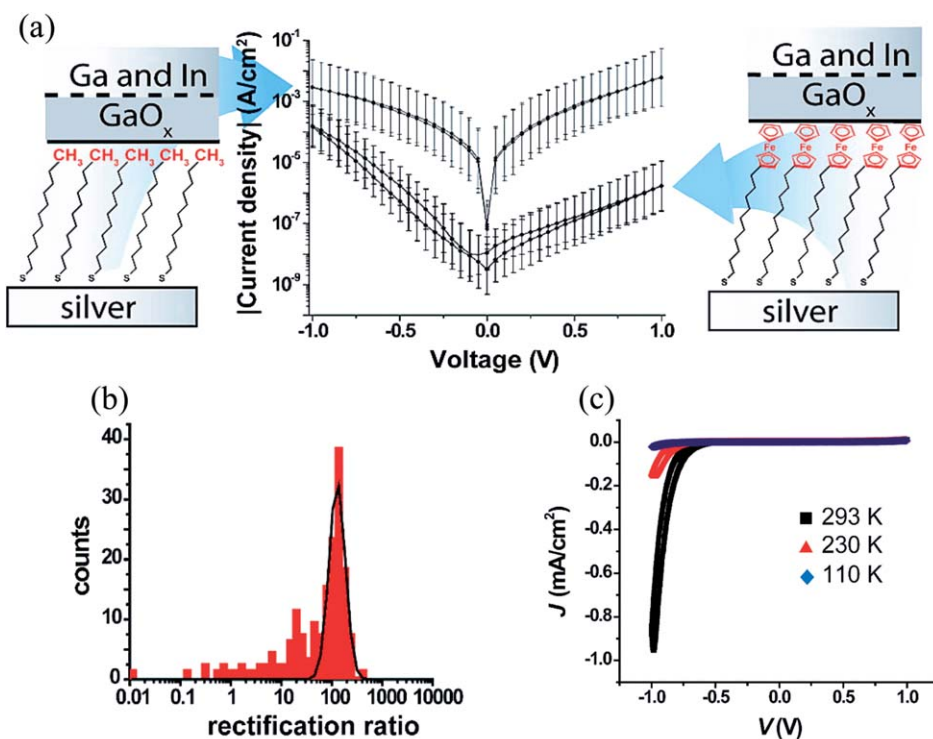 (a)
Ga and In
GaOx
CH3 CH3 CH3 CH3 CH3
S S S S S
silver
|Current density| (A/cm²)
10⁻¹
10⁻³
10⁻⁵
10⁻⁷
10⁻⁹
-1.0 -0.5 0.0 0.5 1.0
Voltage (V)
Ga and In
GaOx
Fe Fe Fe Fe Fe
S S S S S
silver
(b)
counts
40
30
20
10
0
0.01 0.1 1 10 100 1000 10000
rectification ratio
(c)
J (mA/cm²)
0.0
-0.2
-0.4
-0.6
-0.8
-1.0
293 K
230 K
110 K
-1.0 -0.5 0.0 0.5 1.0
V (V)